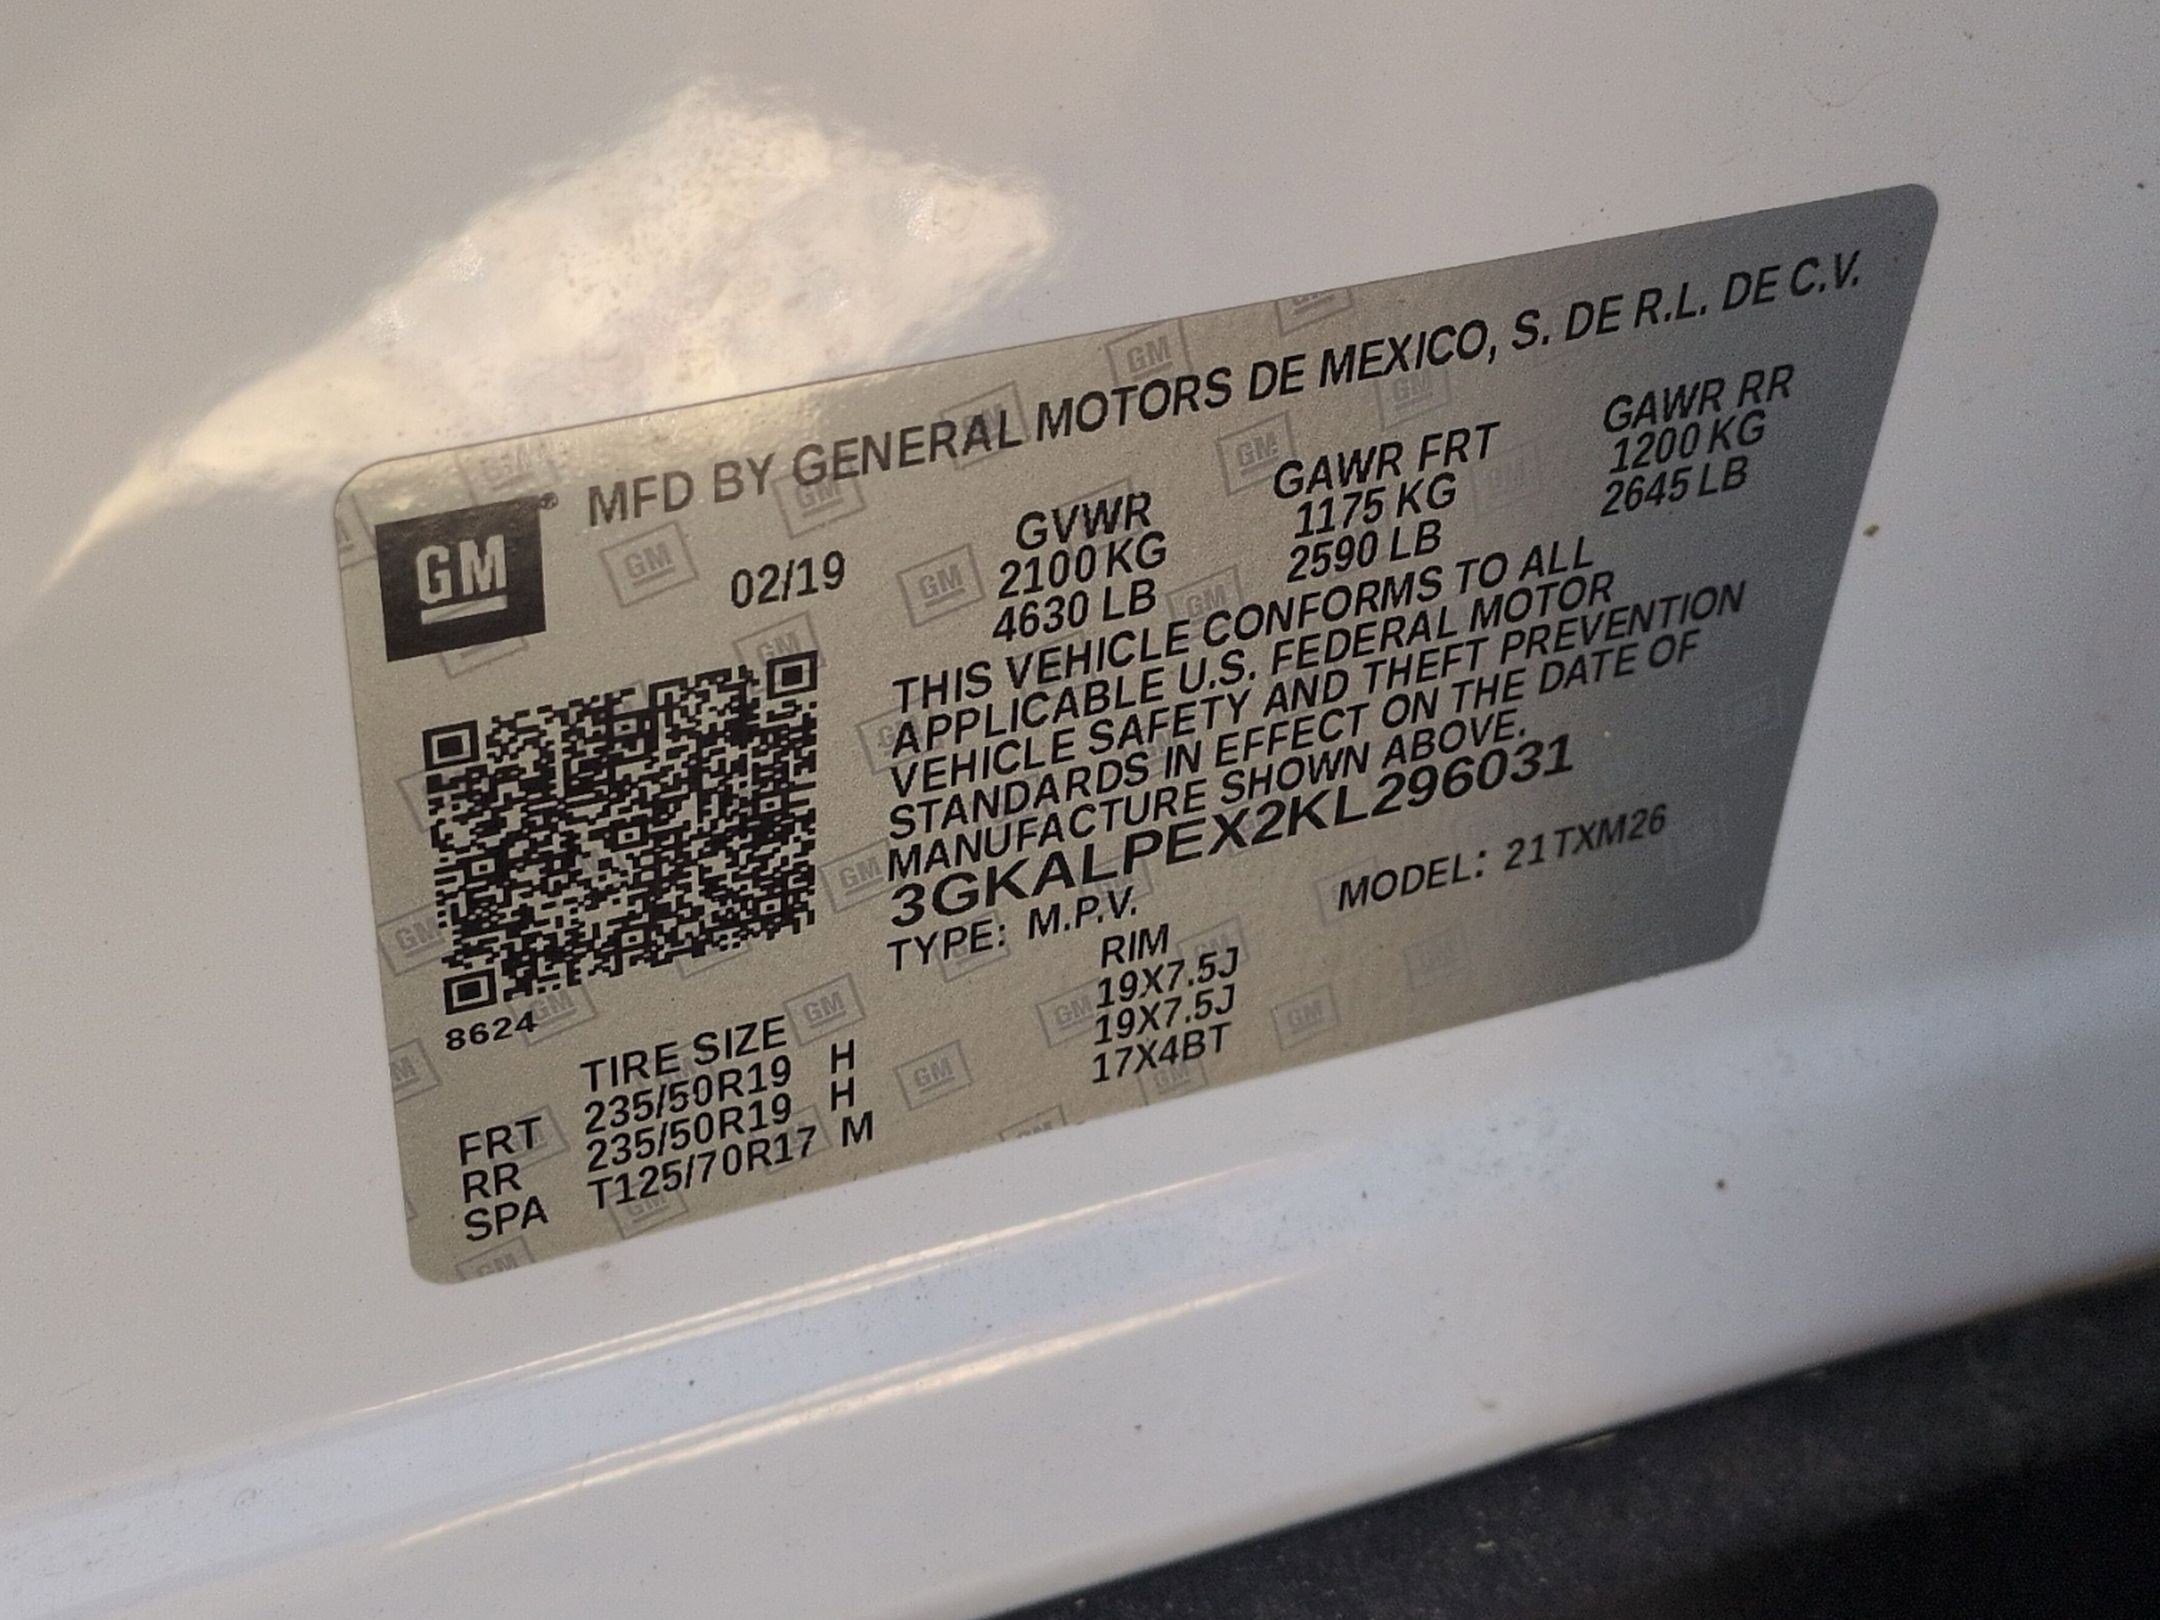 GM® MFD BY GENERAL MOTORS DE MEXICO, S. DE R.L. DE C.V.
02/19 GVWR GAWR FRT GAWR RR
2100 KG 1175 KG 1200 KG
4630 LB 2590 LB 2645 LB
THIS VEHICLE CONFORMS TO ALL
APPLICABLE U.S. FEDERAL MOTOR
VEHICLE SAFETY AND THEFT PREVENTION
STANDARDS IN EFFECT ON THE DATE OF
MANUFACTURE SHOWN ABOVE.
3GKALPEX2KL296031
TYPE: M.P.V. MODEL: 21TXM26
8624
TIRE SIZE RIM
FRT 235/50R19 H 19X7.5J
RR 235/50R19 H 19X7.5J
SPA T125/70R17 M 17X4BT